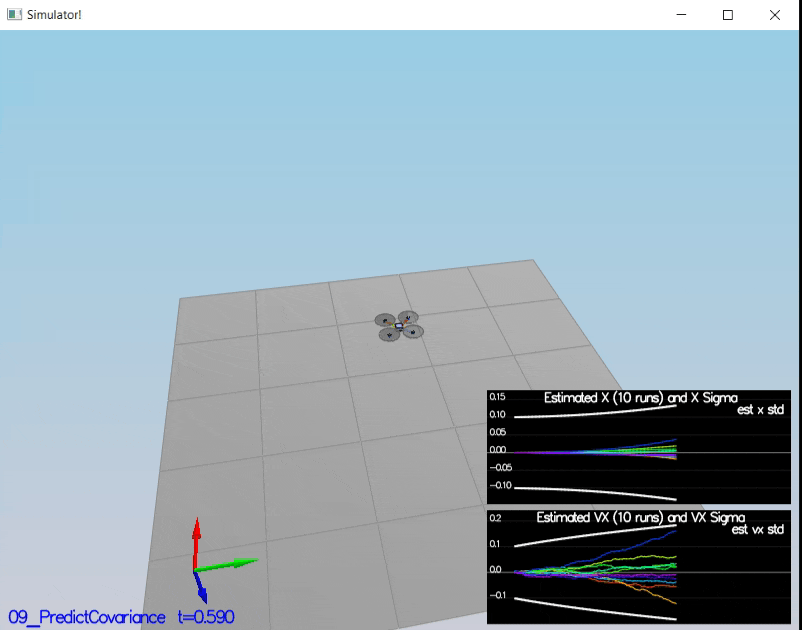 Simulator!
Estimated X (10 runs) and X Sigma
est x std
0.15
0.10
0.05
0.00
-0.05
-0.10
Estimated VX (10 runs) and VX Sigma
est vx std
0.2
0.1
0.0
-0.1
09_PredictCovariance t=0.590